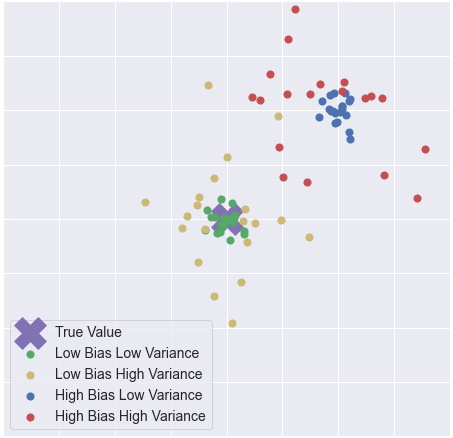 True Value
Low Bias Low Variance
Low Bias High Variance
High Bias Low Variance
High Bias High Variance